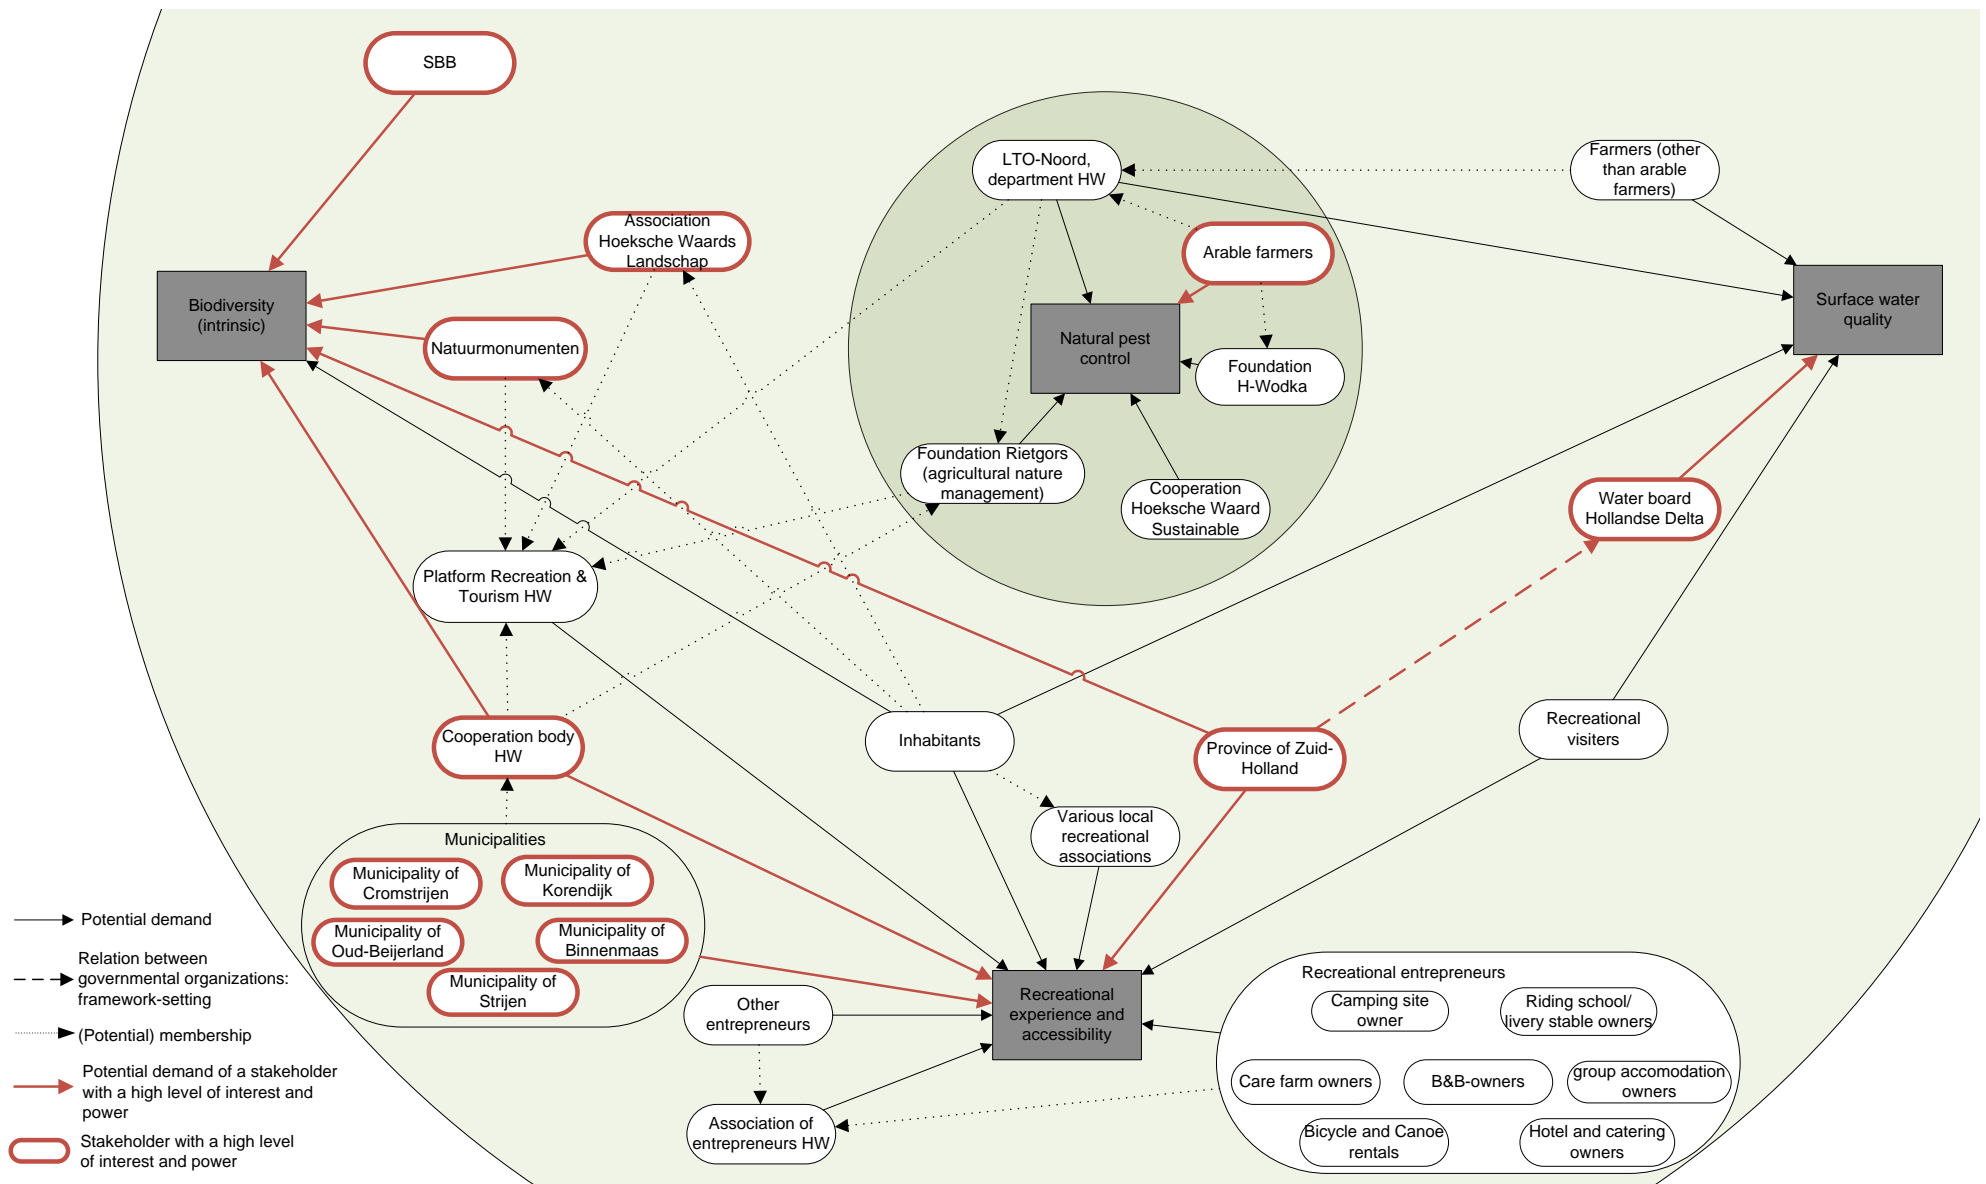 SBB
Association
Hoeksche Waards
Landschap
Biodiversity
(intrinsic)
Natuurmonumenten
LTO-Noord,
department HW
Farmers (other
than arable
farmers)
Arable farmers
Surface water
quality
Natural pest
control
Foundation
H-Wodka
Foundation Rietgors
(agricultural nature
management)
Cooperation
Hoeksche Waard
Sustainable
Water board
Hollandse Delta
Platform Recreation &
Tourism HW
Cooperation body
HW
Inhabitants
Province of Zuid-
Holland
Recreational
visiters
Various local
recreational
associations
Municipalities
Municipality of
Cromstrijen
Municipality of
Korendijk
Municipality of
Oud-Beijerland
Municipality of
Binnenmaas
Municipality of
Strijen
Other
entrepreneurs
Recreational
experience and
accessibility
Association of
entrepreneurs HW
Recreational entrepreneurs
Camping site
owner
Riding school/
livery stable owners
Care farm owners
B&B-owners
group accomodation
owners
Bicycle and Canoe
rentals
Hotel and catering
owners
Potential demand
Relation between
governmental organizations:
framework-setting
(Potential) membership
Potential demand of a stakeholder
with a high level of interest and
power
Stakeholder with a high level
of interest and power